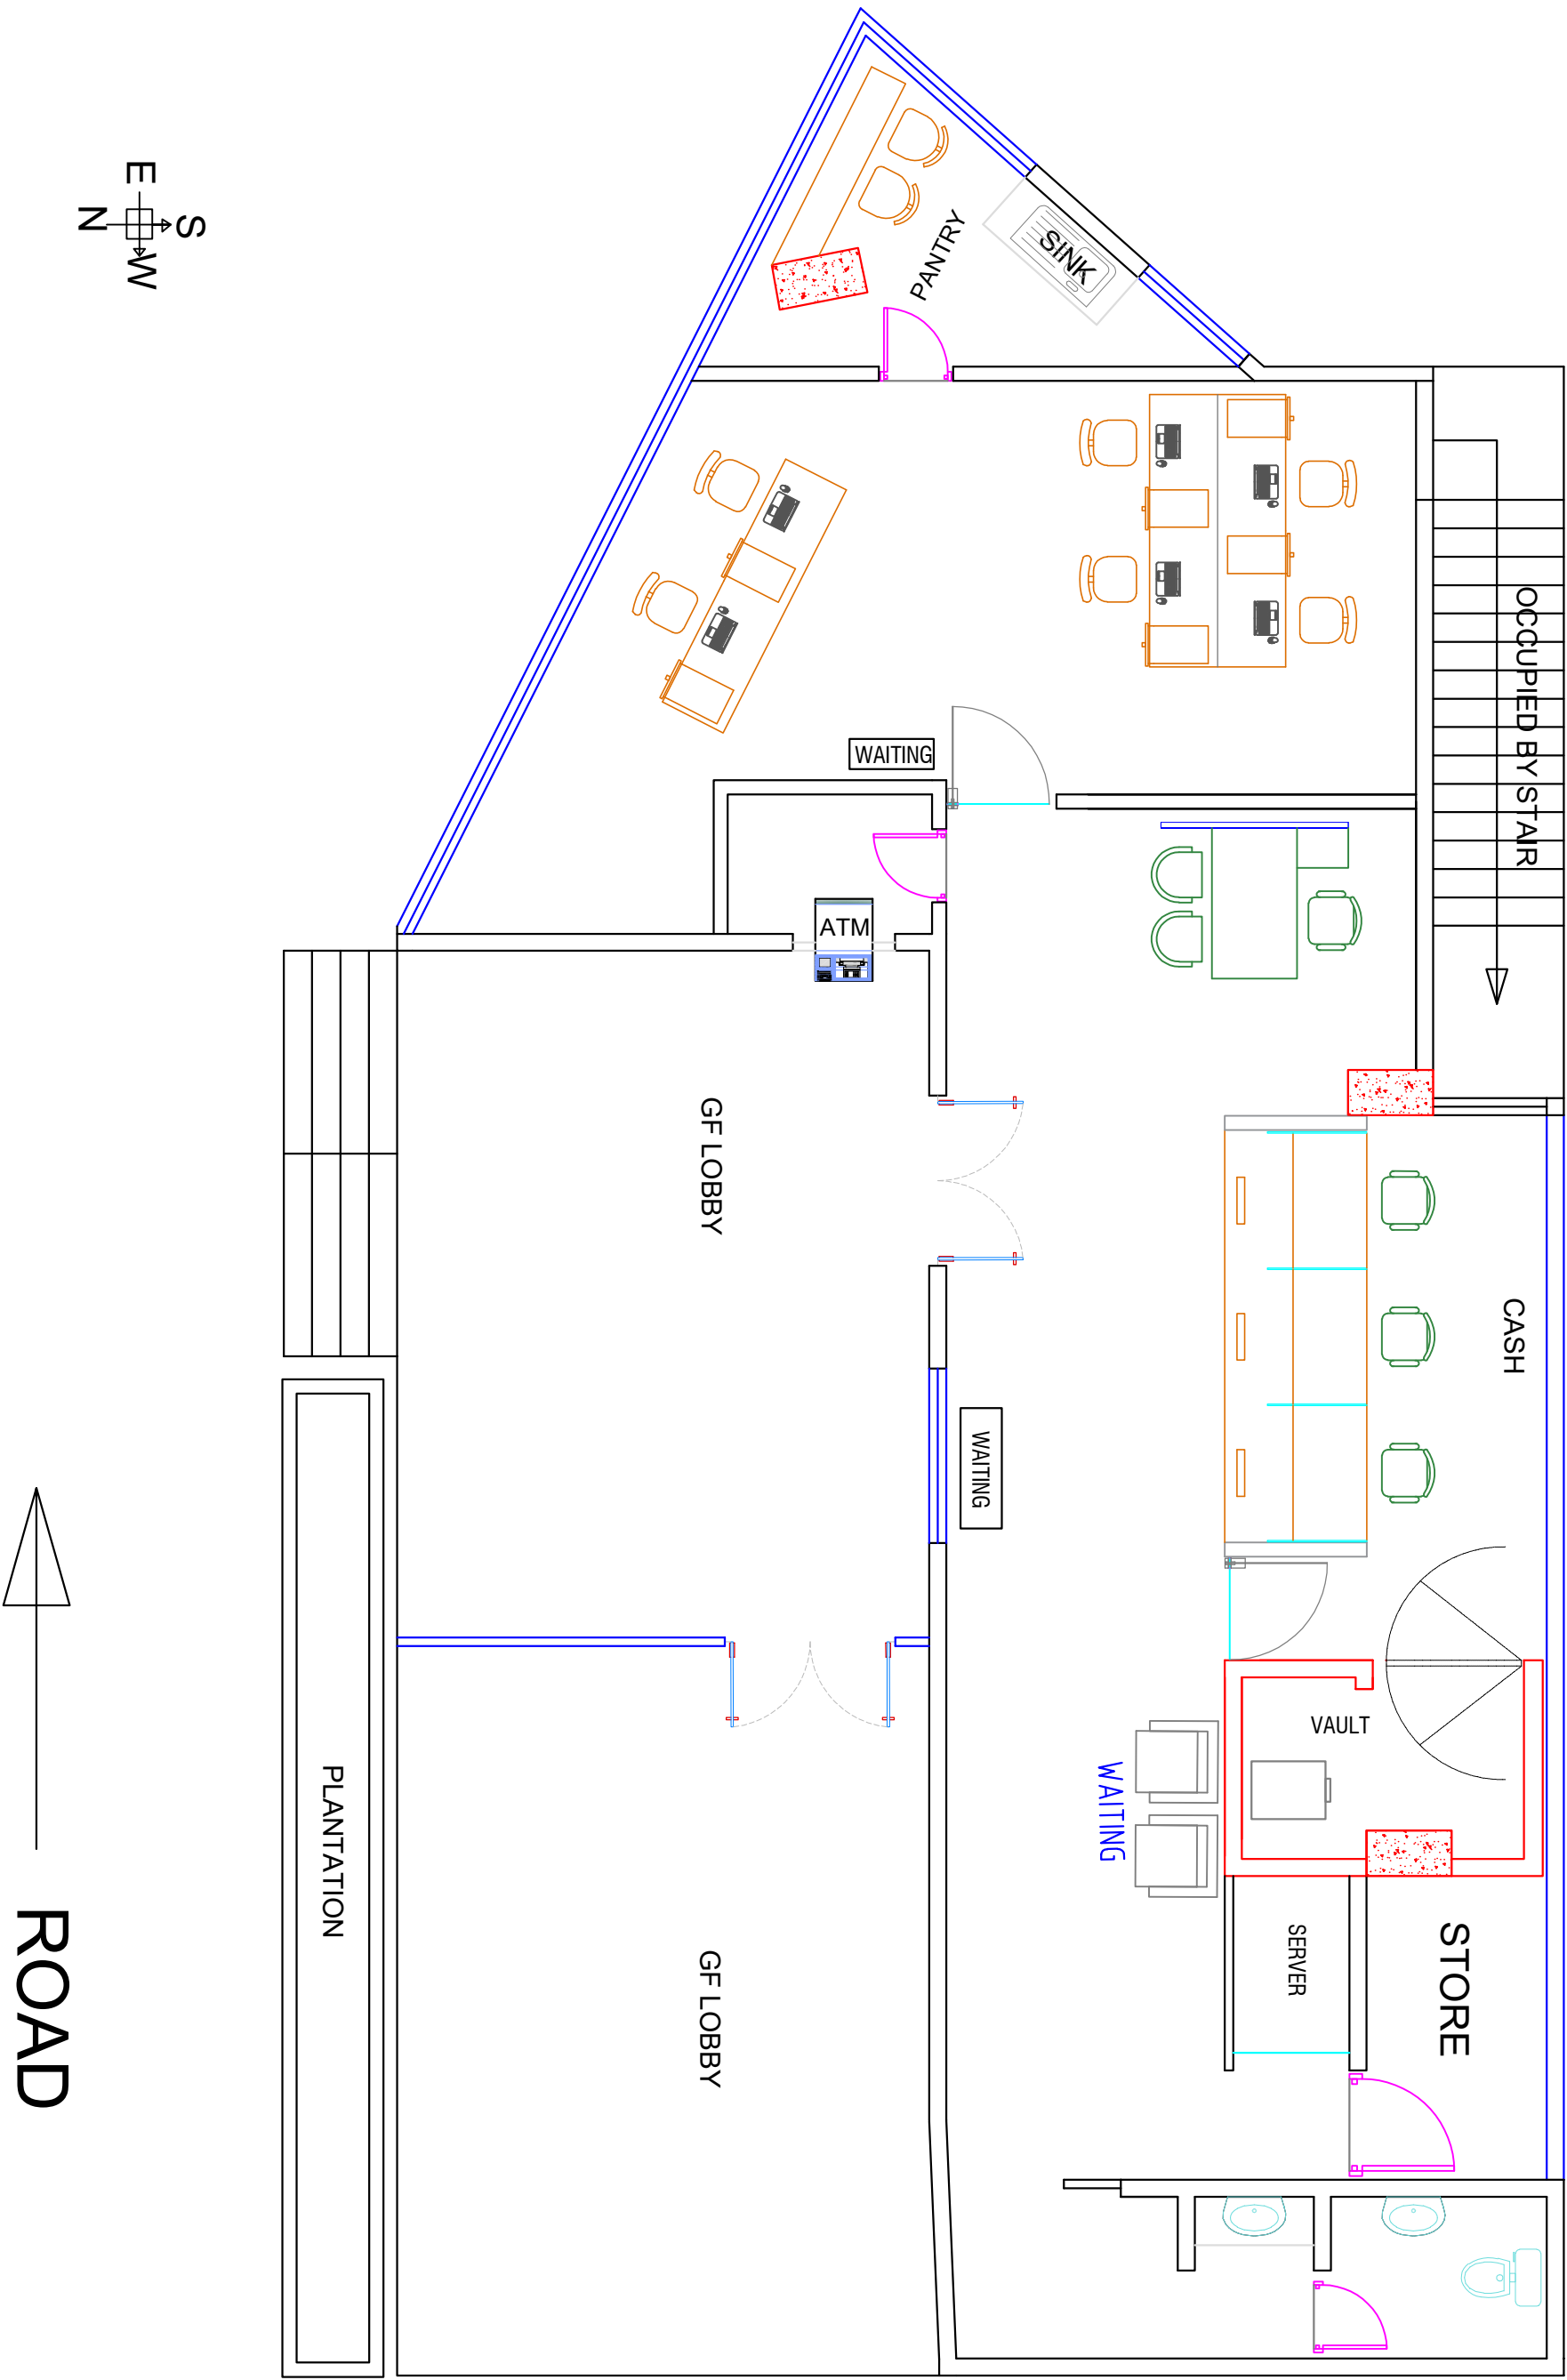 E
S
N
W
PANTRY
SINK
OCCUPIED BY STAIR
WAITING
ATM
GF LOBBY
CASH
WAITING
VAULT
WAITING
PLANTATION
SERVER
STORE
GF LOBBY
ROAD